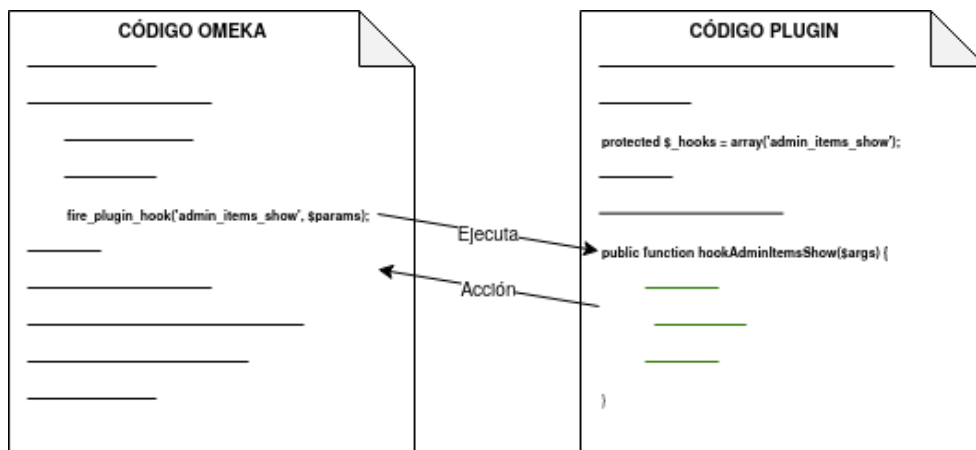 CÓDIGO OMEKA
fire_plugin_hook('admin_items_show', $params);
Ejecuta
Acción
CÓDIGO PLUGIN
protected $_hooks = array('admin_items_show');
public function hookAdminItemsShow($args) {
}